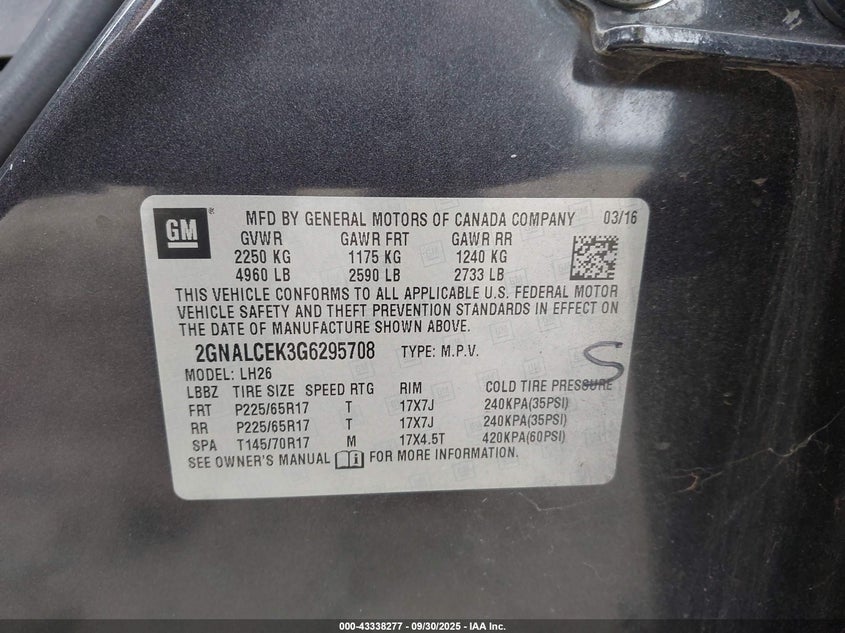 GM
MFD BY GENERAL MOTORS OF CANADA COMPANY 03/16
GVWR GAWR FRT GAWR RR
2250 KG 1175 KG 1240 KG
4960 LB 2590 LB 2733 LB
THIS VEHICLE CONFORMS TO ALL APPLICABLE U.S. FEDERAL MOTOR
VEHICLE SAFETY AND THEFT PREVENTION STANDARDS IN EFFECT ON
THE DATE OF MANUFACTURE SHOWN ABOVE.
2GNALCEK3G6295708 TYPE: M.P.V.
S
MODEL: LH26
LBBZ TIRE SIZE SPEED RTG RIM COLD TIRE PRESSURE
FRT P225/65R17 T 17X7J 240KPA(35PSI)
RR P225/65R17 T 17X7J 240KPA(35PSI)
SPA T145/70R17 M 17X4.5T 420KPA(60PSI)
SEE OWNER'S MANUAL FOR MORE INFORMATION.
000-43338277 - 09/30/2025 - IAA Inc.